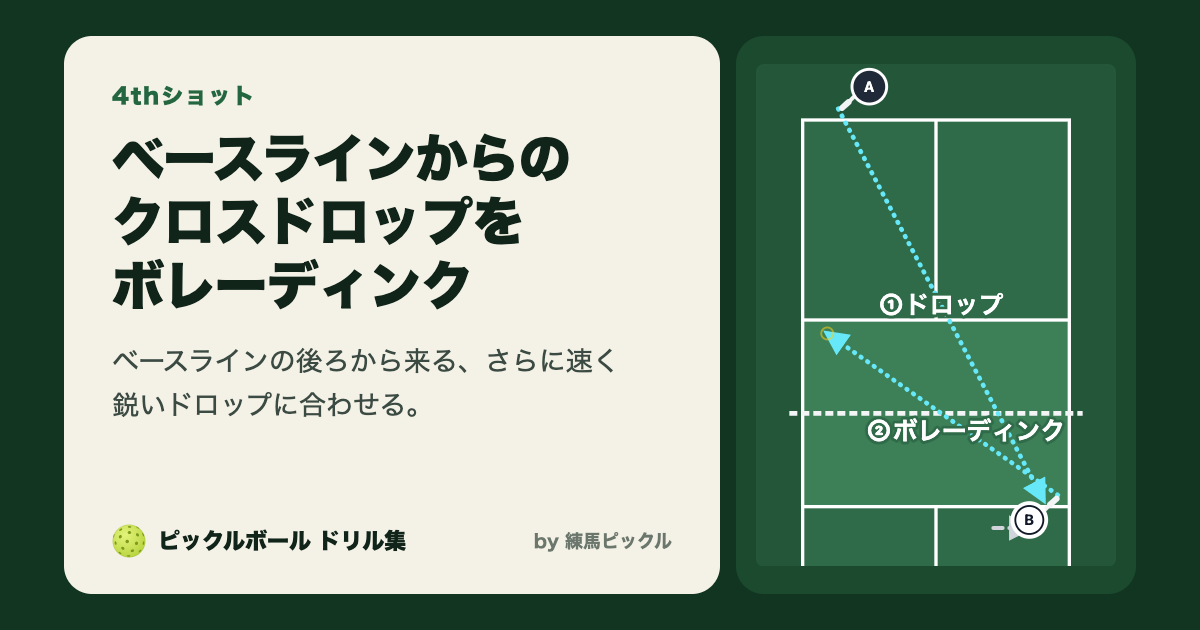 4thショット
ベースラインからの
クロスドロップを
ボレーディンク
ベースラインの後ろから来る、さらに速く
鋭いドロップに合わせる。
ピックルボール ドリル集
by 練馬ピックル
A
①ドロップ
②ボレーディンク
B